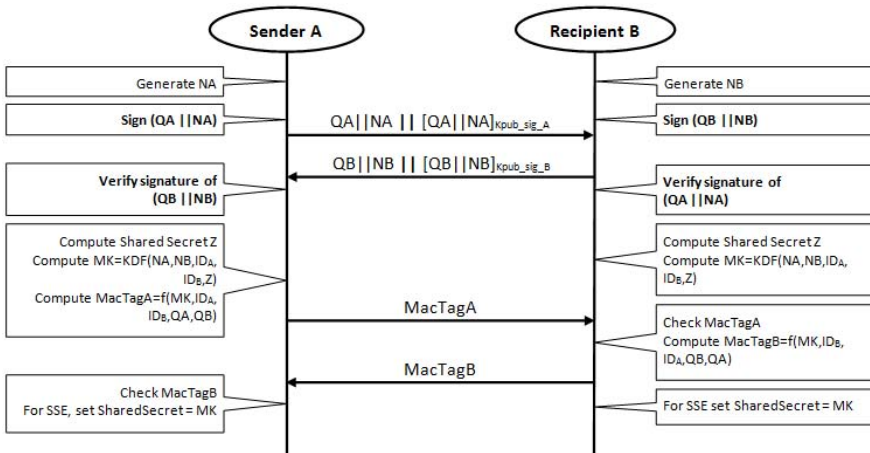 Sender A
Recipient B
Generate NA
Generate NB
Sign (QA ||NA)
QA||NA || [QA||NA]Kpub_sig_A
Sign (QB ||NB)
QB||NB || [QB||NB]Kpub_sig_B
Verify signature of
(QB ||NB)
Verify signature of
(QA ||NA)
Compute Shared Secret Z
Compute MK=KDF(NA,NB,IDA,
IDB,Z)
Compute MacTagA=f(MK,IDA,
IDB,QA,QB)
Compute Shared Secret Z
Compute MK=KDF(NA,NB,IDA,
IDB,Z)
MacTagA
Check MacTagA
Compute MacTagB=f(MK,IDB,
IDA,QB,QA)
MacTagB
Check MacTagB
For SSE, set SharedSecret = MK
For SSE set SharedSecret = MK